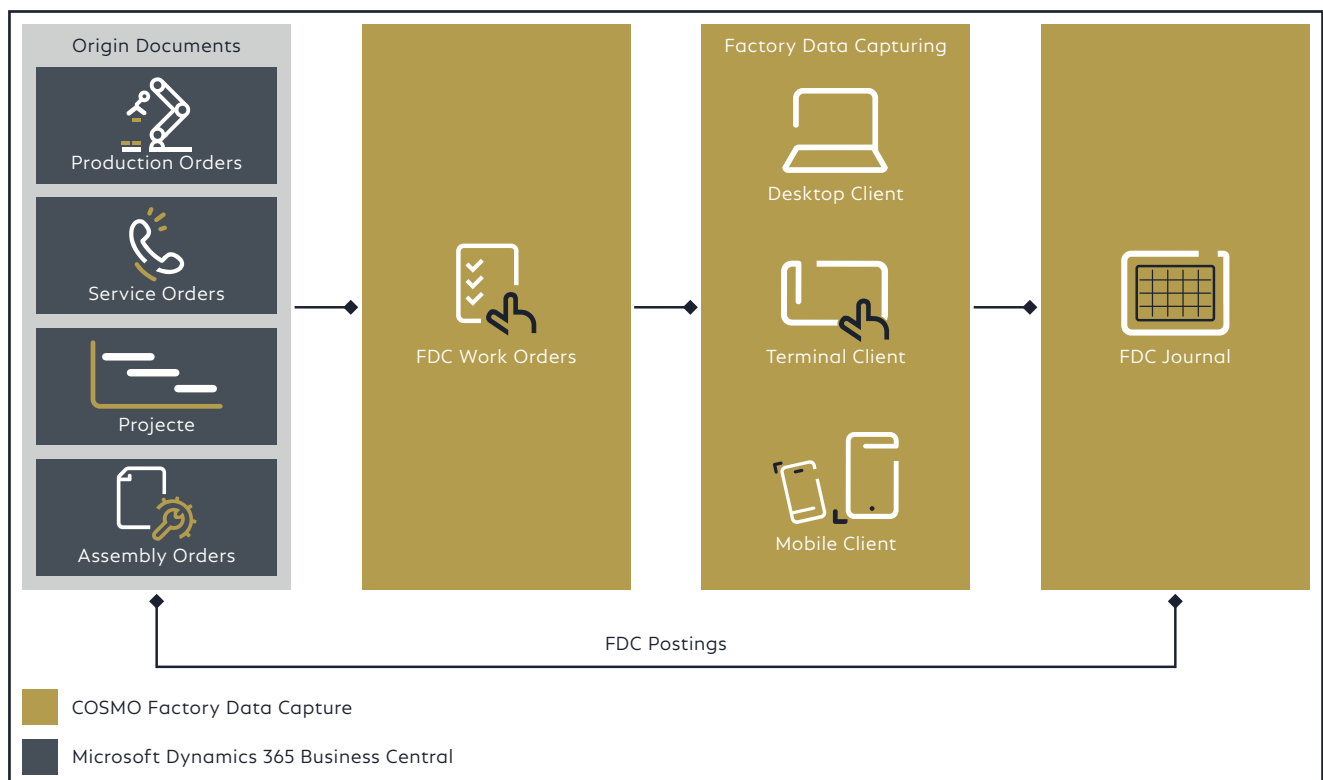 Origin Documents
Production Orders
Service Orders
Projecte
Assembly Orders
FDC Work Orders
Factory Data Capturing
Desktop Client
Terminal Client
Mobile Client
FDC Journal
FDC Postings
COSMO Factory Data Capture
Microsoft Dynamics 365 Business Central